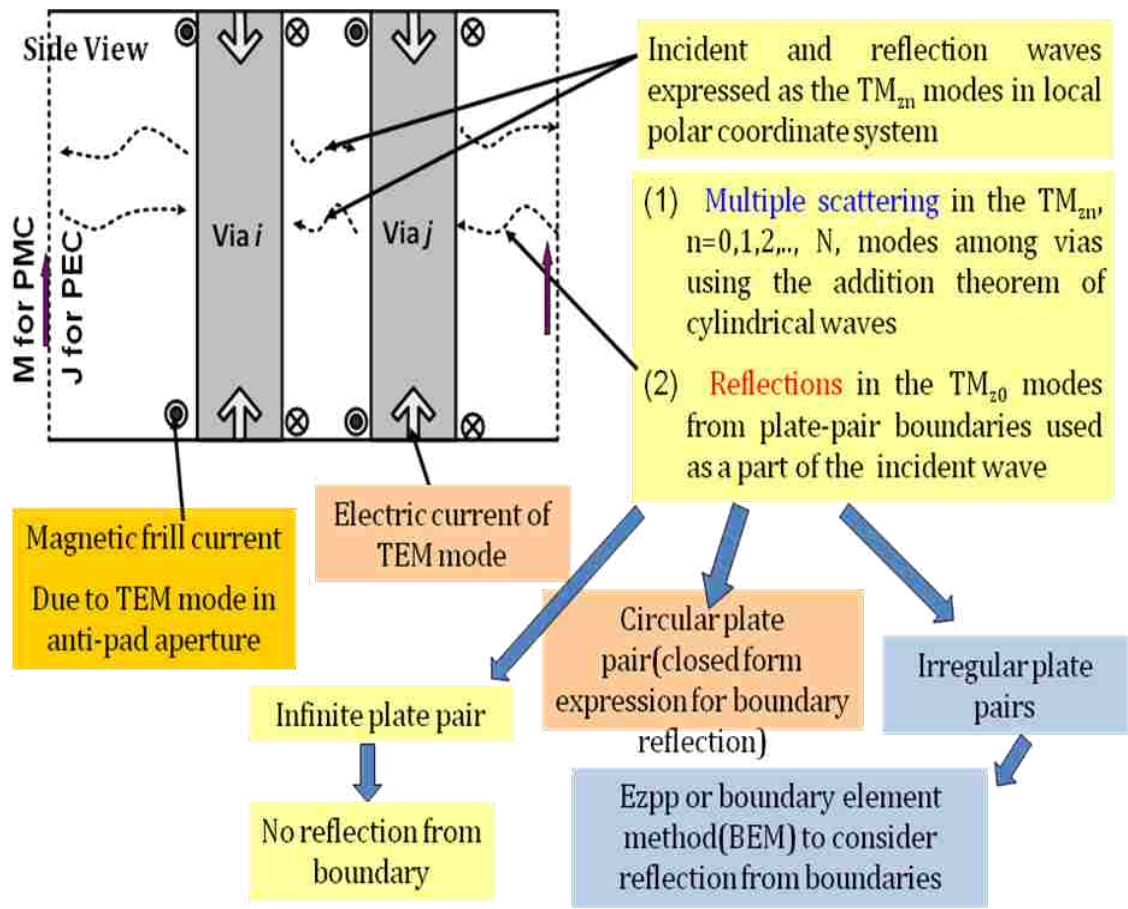 Side View
Via i
Via j
M for PMC
J for PEC
Incident and reflection waves
expressed as the TMzn modes in local
polar coordinate system
(1) Multiple scattering in the TMzn,
n=0,1,2,.., N, modes among vias
using the addition theorem of
cylindrical waves
(2) Reflections in the TMz0 modes
from plate-pair boundaries used
as a part of the incident wave
Magnetic frill current
Due to TEM mode in
anti-pad aperture
Electric current of
TEM mode
Infinite plate pair
No reflection from
boundary
Circular plate
pair(closed form
expression for boundary
reflection)
Irregular plate
pairs
Ezpp or boundary element
method(BEM) to consider
reflection from boundaries